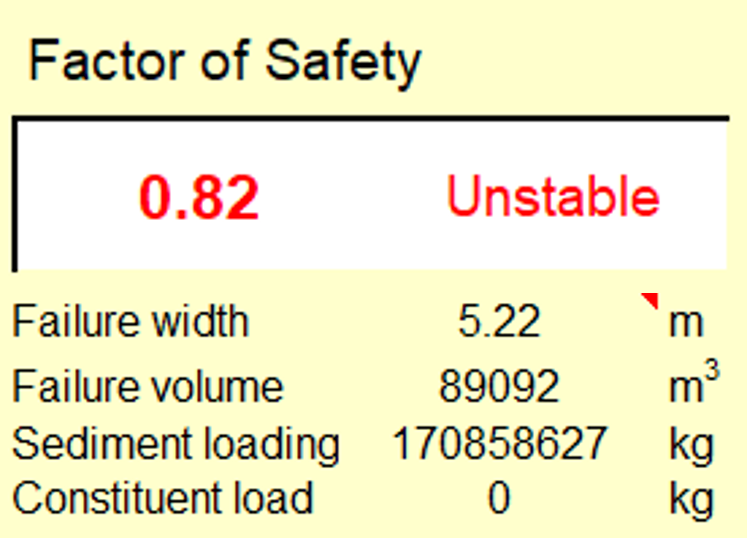 Factor of Safety
0.82 Unstable
Failure width 5.22 m
Failure volume 89092 m³
Sediment loading 170858627 kg
Constituent load 0 kg